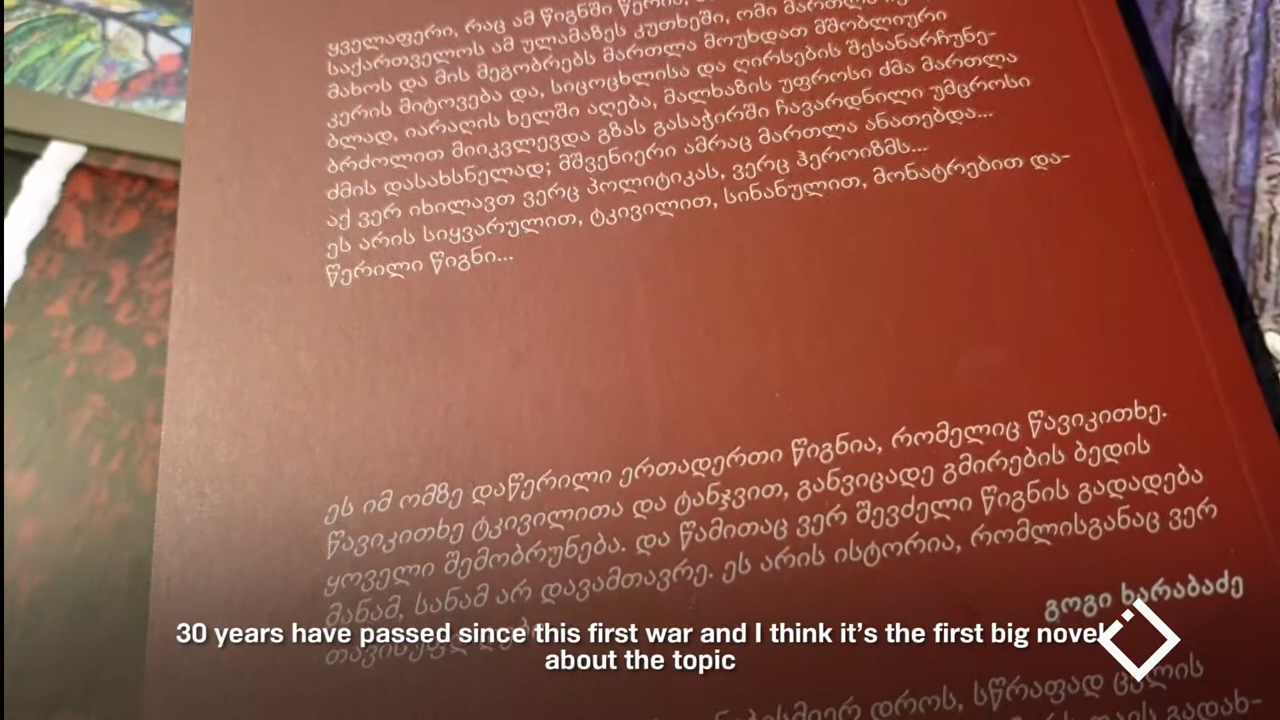 ყველაფერი, რაც ამ წიგნში
საქართველოს ამ ულამაზეს კუთხეში, ომი მართლა
მახოს და მის მეგობრებს მართლა მოუხდათ მშობლიური
კერის მიტოვება და, სიცოცხლისა და ღირსების შესანარჩუნე-
ბლად, იარაღის ხელში აღება, მალხაზის უფროსი ძმა მართლა
ბრძოლით მიიკვლევდა გზას გასაჭირში ჩავარდნილი უმცროსი
ძმის დასახსნელად; მშვენიერი ამრაც მართლა ანათებდა...
აქ ვერ იხილავთ ვერც პოლიტიკას, ვერც ჰეროიზმს...
ეს არის სიყვარულით, ტკივილით, სინანულით, მონატრებით და-
წერილი წიგნი...
ეს იმ ომზე დაწერილი ერთადერთი წიგნია, რომელიც წავიკითხე.
წავიკითხე ტკივილითა და ტანჯვით, განვიცადე გმირების ბედის
ყოველი შემობრუნება. და წამითაც ვერ შევძელი წიგნის გადადება
მანამ, სანამ არ დავამთავრე. ეს არის ისტორია, რომლისგანაც ვერ
გოგი ხარაბაძე
დროს, სწრაფად
გადახ-
30 years have passed since this first war and I think it's the first big novel
about the topic